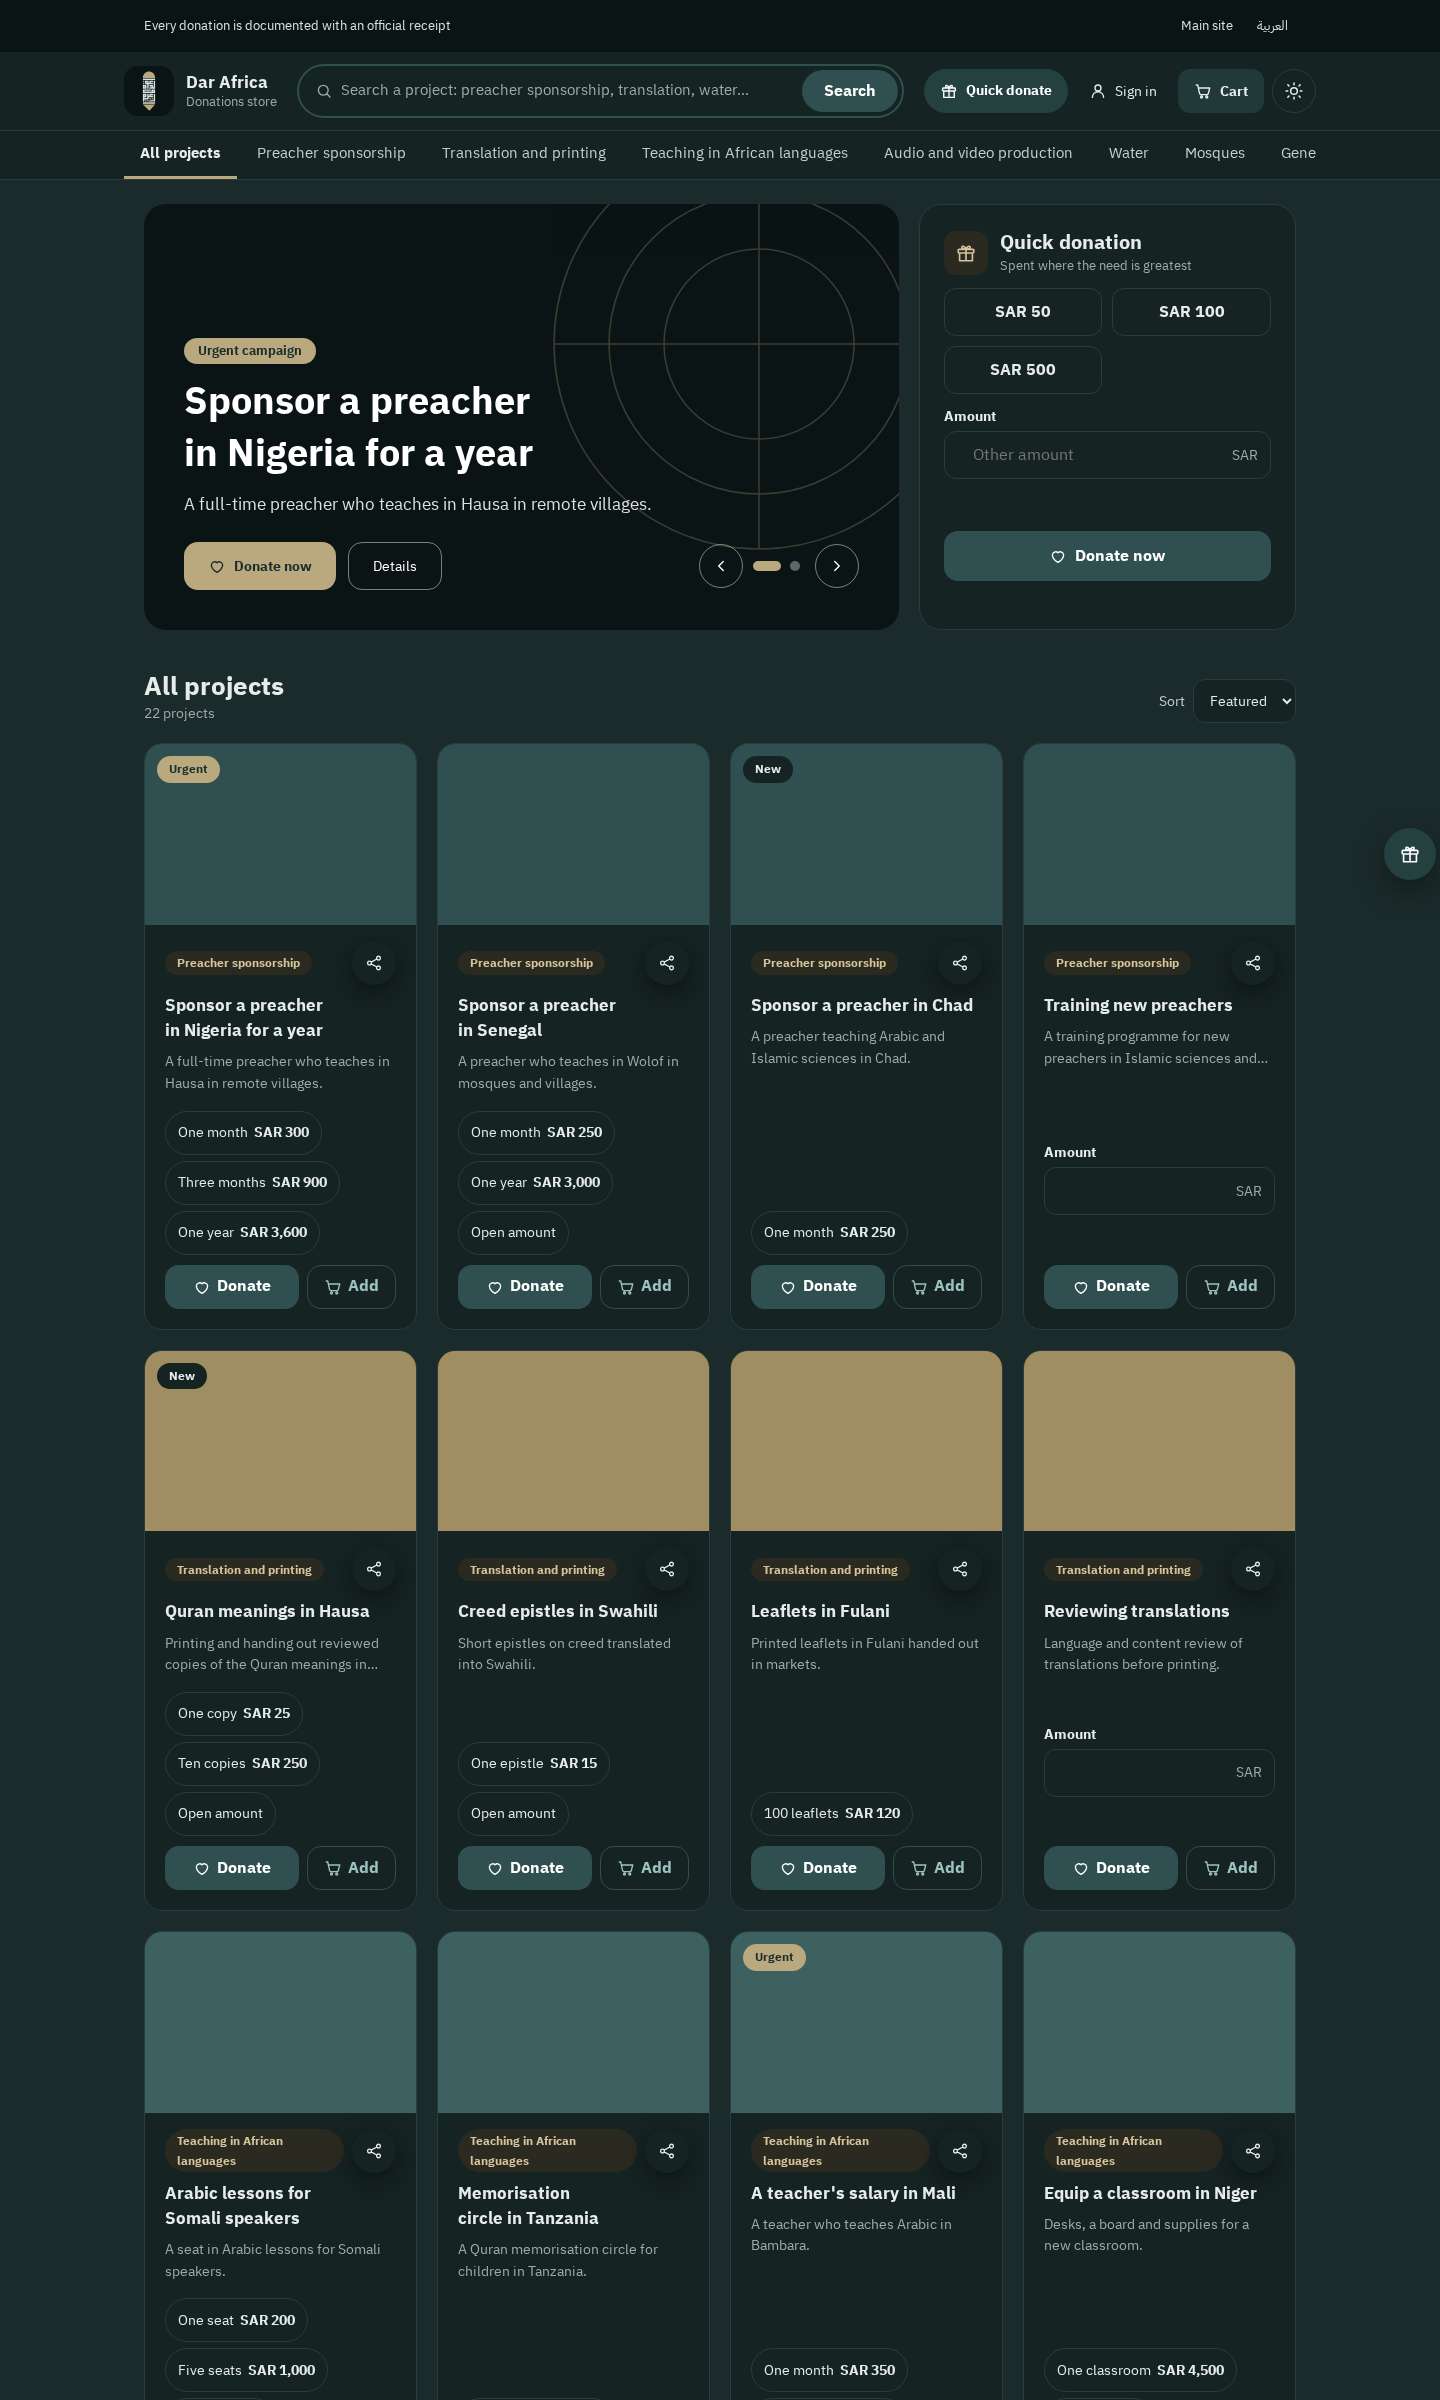 Every donation is documented with an official receipt
Main site
العربية
Dar Africa
Donations store
Search a project: preacher sponsorship, translation, water...
Search
Quick donate
Sign in
Cart
All projects
Preacher sponsorship
Translation and printing
Teaching in African languages
Audio and video production
Water
Mosques
Gene
Urgent campaign
Sponsor a preacher
in Nigeria for a year
A full-time preacher who teaches in Hausa in remote villages.
Donate now
Details
Quick donation
Spent where the need is greatest
SAR 50
SAR 100
SAR 500
Amount
Other amount
SAR
Donate now
All projects
22 projects
Sort
Featured
Urgent
Preacher sponsorship
Sponsor a preacher
in Nigeria for a year
A full-time preacher who teaches in
Hausa in remote villages.
One month SAR 300
Three months SAR 900
One year SAR 3,600
Donate
Add
Preacher sponsorship
Sponsor a preacher
in Senegal
A preacher who teaches in Wolof in
mosques and villages.
One month SAR 250
One year SAR 3,000
Open amount
Donate
Add
New
Preacher sponsorship
Sponsor a preacher in Chad
A preacher teaching Arabic and
Islamic sciences in Chad.
One month SAR 250
Donate
Add
Preacher sponsorship
Training new preachers
A training programme for new
preachers in Islamic sciences and...
Amount
SAR
Donate
Add
New
Translation and printing
Quran meanings in Hausa
Printing and handing out reviewed
copies of the Quran meanings in...
One copy SAR 25
Ten copies SAR 250
Open amount
Donate
Add
Translation and printing
Creed epistles in Swahili
Short epistles on creed translated
into Swahili.
One epistle SAR 15
Open amount
Donate
Add
Translation and printing
Leaflets in Fulani
Printed leaflets in Fulani handed out
in markets.
100 leaflets SAR 120
Donate
Add
Translation and printing
Reviewing translations
Language and content review of
translations before printing.
Amount
SAR
Donate
Add
Teaching in African
languages
Arabic lessons for
Somali speakers
A seat in Arabic lessons for Somali
speakers.
One seat SAR 200
Five seats SAR 1,000
Teaching in African
languages
Memorisation
circle in Tanzania
A Quran memorisation circle for
children in Tanzania.
Urgent
Teaching in African
languages
A teacher's salary in Mali
A teacher who teaches Arabic in
Bambara.
One month SAR 350
Teaching in African
languages
Equip a classroom in Niger
Desks, a board and supplies for a
new classroom.
One classroom SAR 4,500